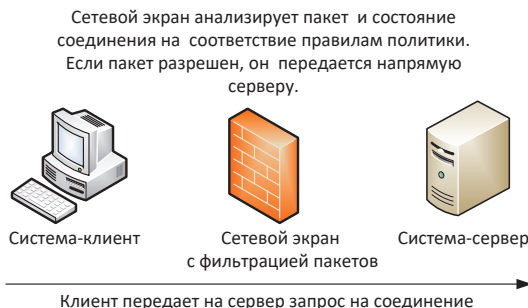 Сетевой экран анализирует пакет и состояние
соединения на соответствие правилам политики.
Если пакет разрешен, он передается напрямую
серверу.
Система-клиент
Сетевой экран
с фильтрацией пакетов
Система-сервер
Клиент передает на сервер запрос на соединение